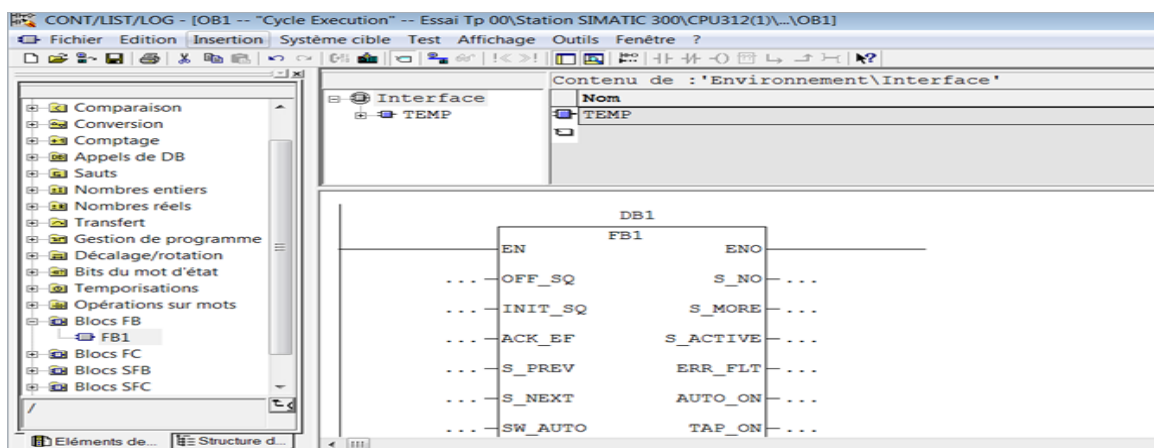 CONT/LIST/LOG - [OB1 -- "Cycle Execution" -- Essai Tp 00\Station SIMATIC 300\CPU312(1)\...\OB1]
Fichier Edition Insertion Système cible Test Affichage Outils Fenêtre ?
Contenu de :'Environnement\Interface'
Interface
TEMP
Nom
TEMP
Comparaison
Conversion
Comptage
Appels de DB
Sauts
Nombres entiers
Nombres réels
Transfert
Gestion de programme
Décalage/rotation
Bits du mot d'état
Temporisations
Opérations sur mots
Blocs FB
FB1
Blocs FC
Blocs SFB
Blocs SFC
/
Eléments de... Structure d...
DB1
FB1
EN ENO
... OFF_SQ S_NO ...
... INIT_SQ S_MORE ...
... ACK_EF S_ACTIVE ...
... S_PREV ERR_FLT ...
... S_NEXT AUTO_ON ...
... SW_AUTO TAP_ON ...